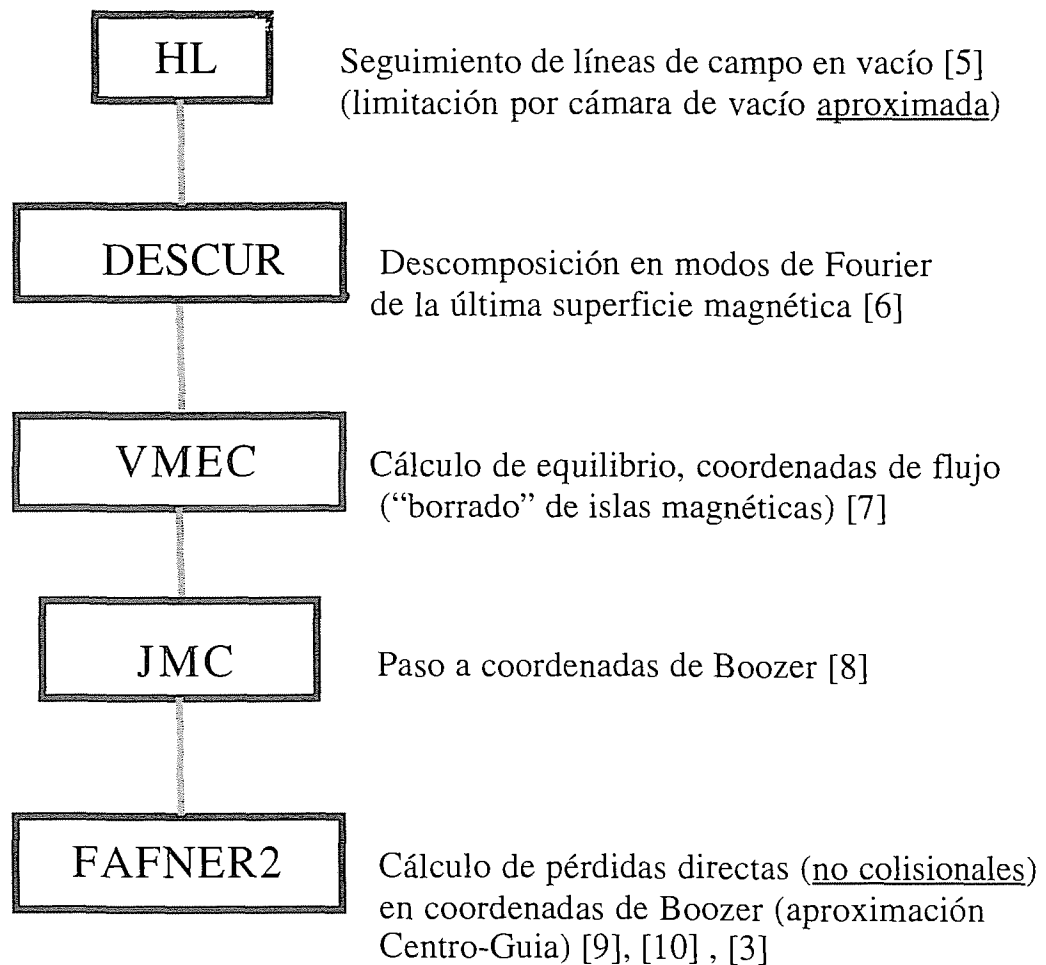 HL
Seguimiento de líneas de campo en vacío [5]
(limitación por cámara de vacío aproximada)
DESCUR
Descomposición en modos de Fourier
de la última superficie magnética [6]
VMEC
Cálculo de equilibrio, coordenadas de flujo
(“borrado” de islas magnéticas) [7]
JMC
Paso a coordenadas de Boozer [8]
FAFNER2
Cálculo de pérdidas directas (no colisionales)
en coordenadas de Boozer (aproximación
Centro-Guia) [9], [10] , [3]